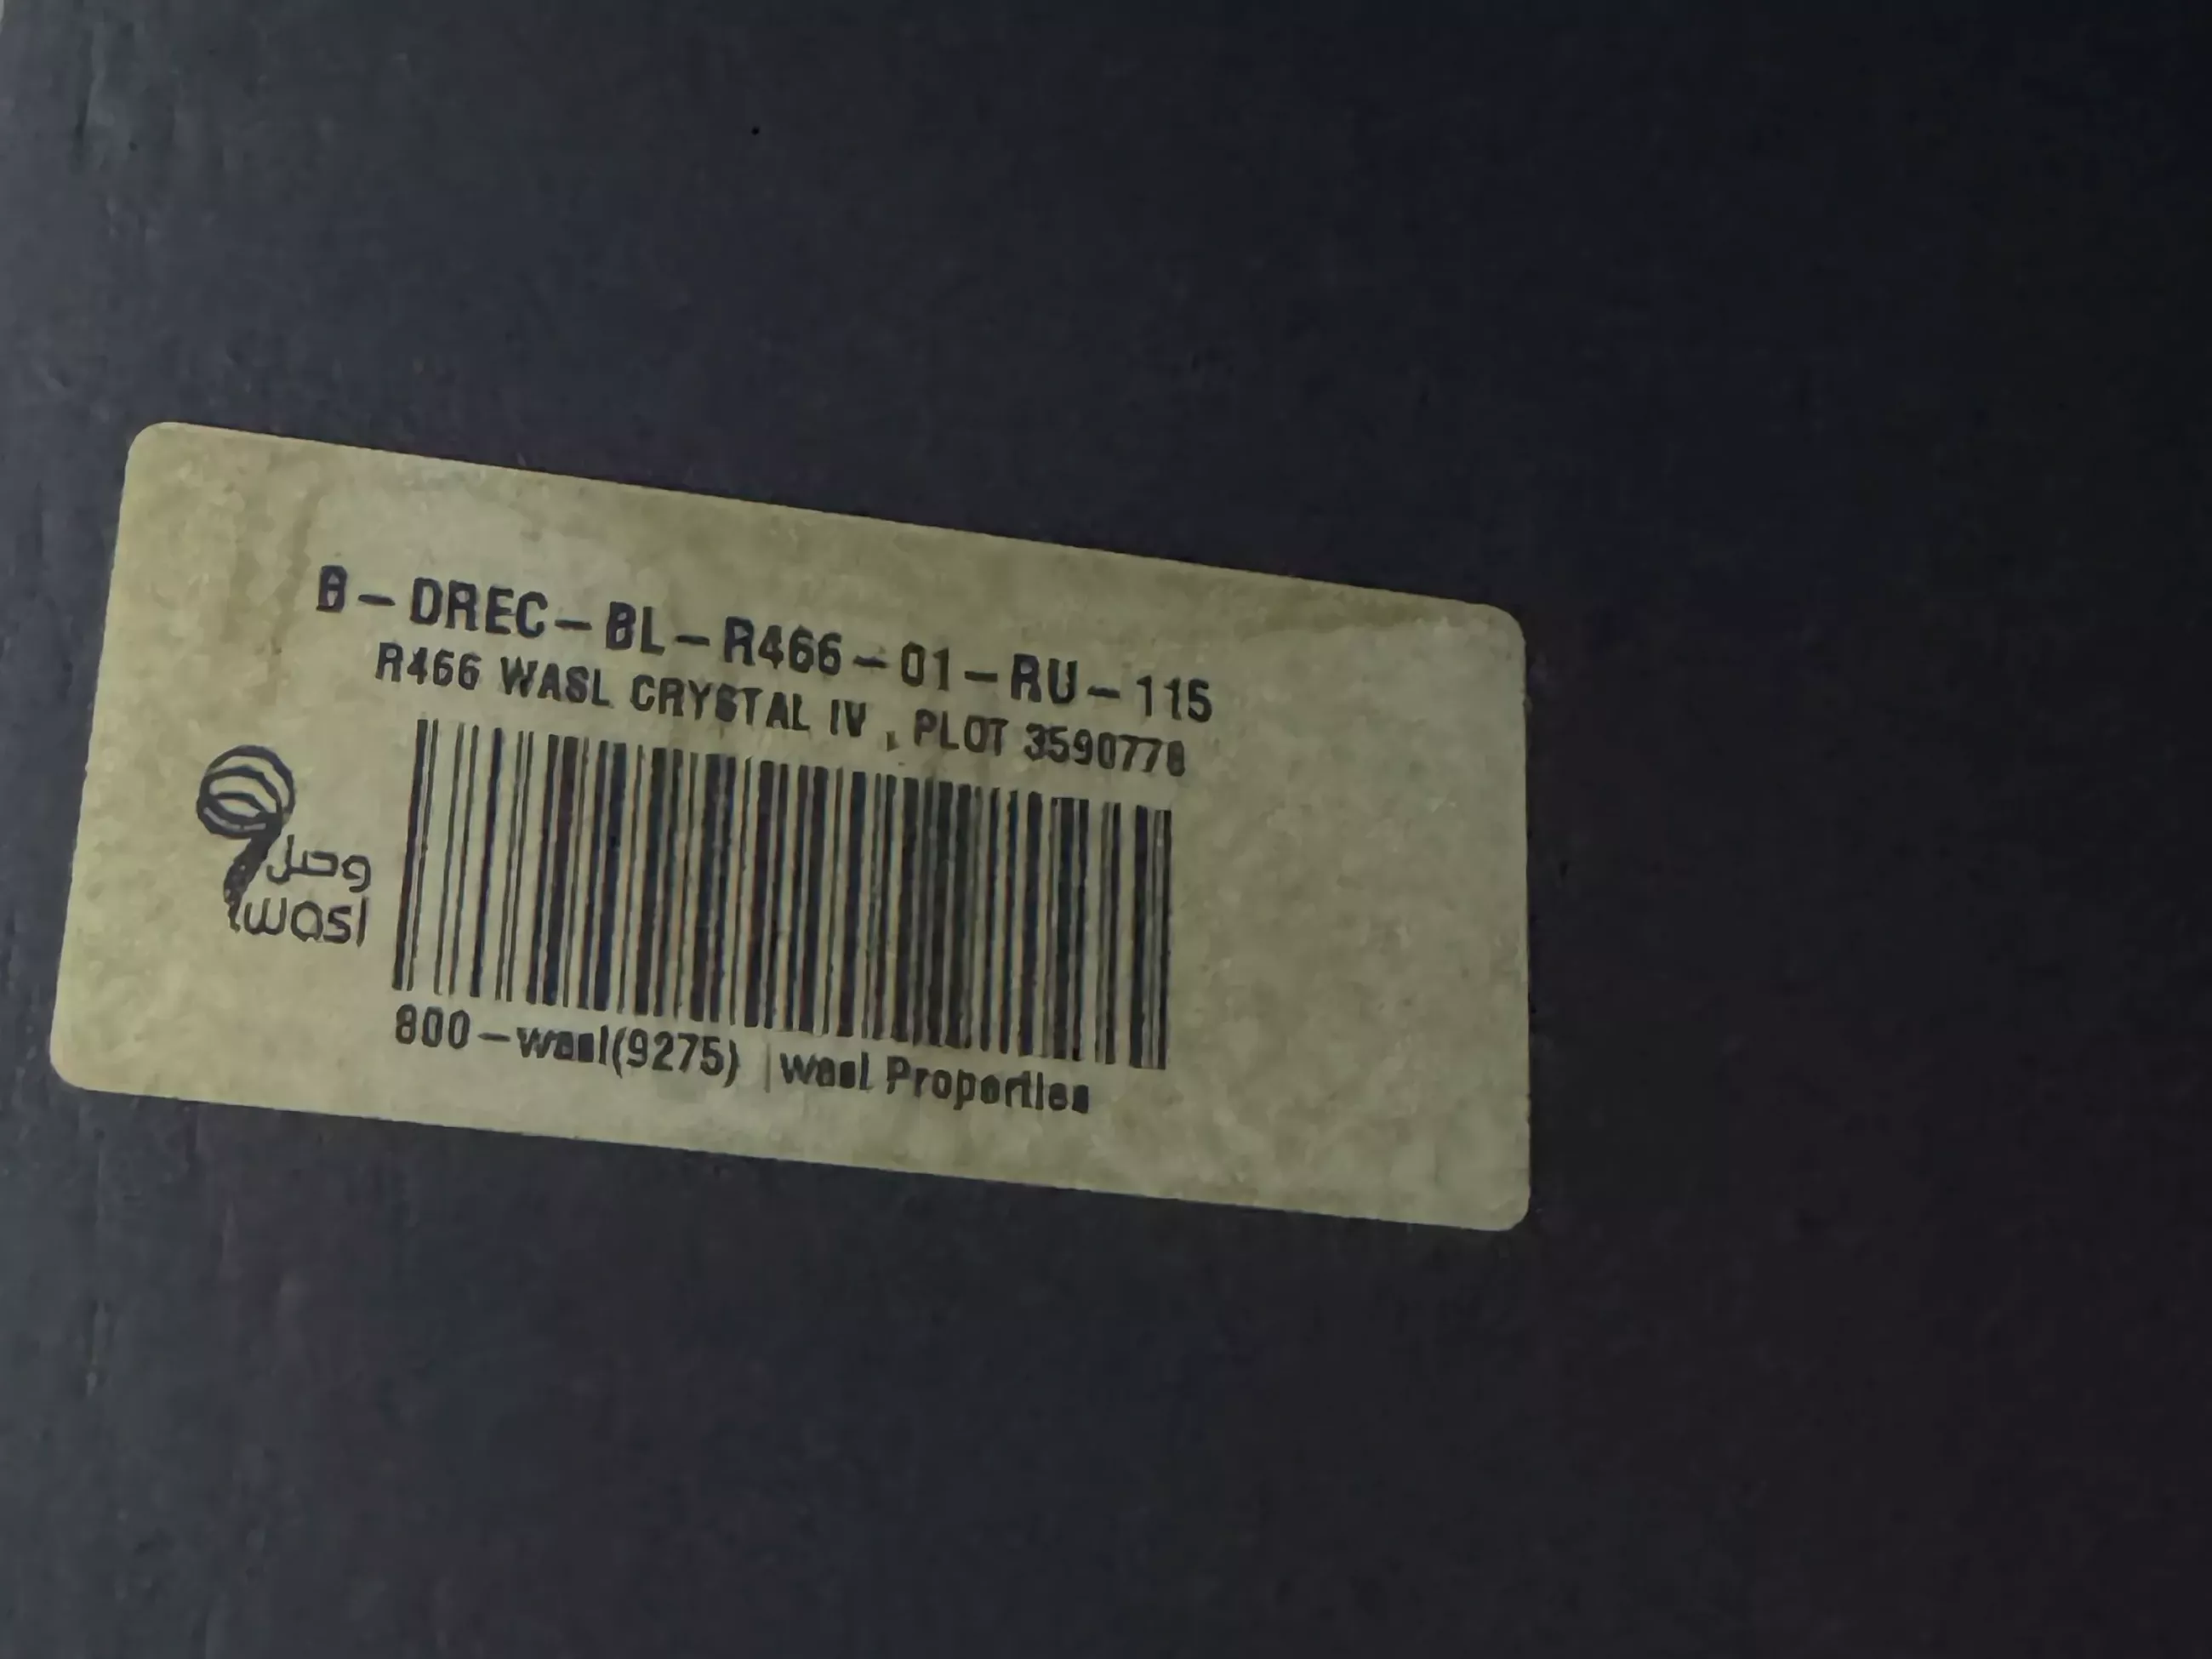 B-DREC-BL-R466-01-RU-115
R466 WASL CRYSTAL IV , PLOT 3590778
وصل
wasl
800-wasl(9275) | wasl Properties